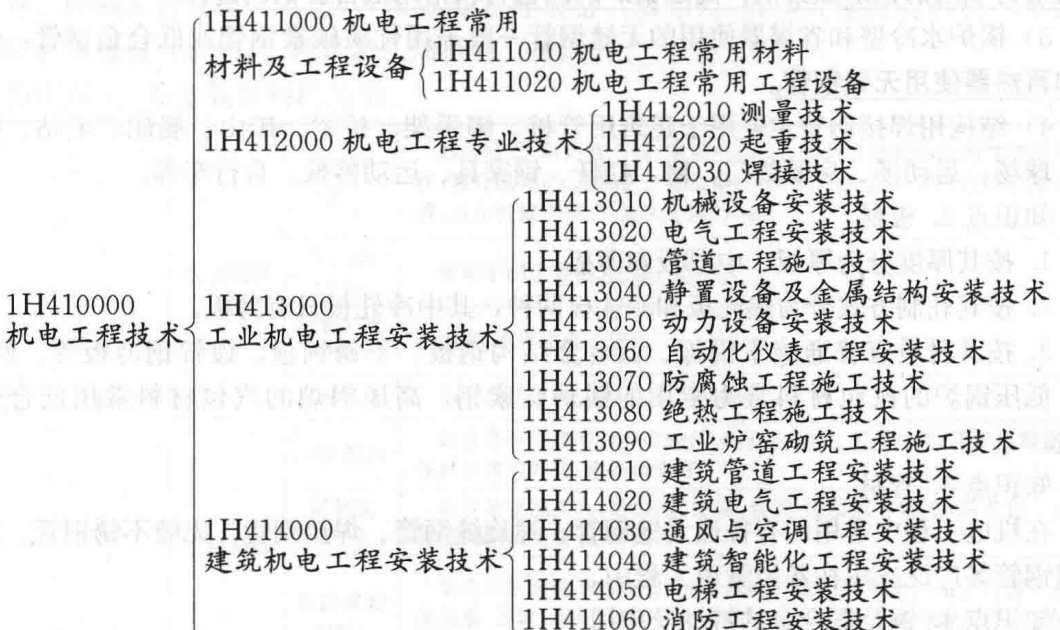 1H411000 机电工程常用
材料及工程设备
1H411010 机电工程常用材料
1H411020 机电工程常用工程设备
1H412000 机电工程专业技术
1H412010 测量技术
1H412020 起重技术
1H412030 焊接技术
1H410000
机电工程技术
1H413000
工业机电工程安装技术
1H413010 机械设备安装技术
1H413020 电气工程安装技术
1H413030 管道工程施工技术
1H413040 静置设备及金属结构安装技术
1H413050 动力设备安装技术
1H413060 自动化仪表工程安装技术
1H413070 防腐蚀工程施工技术
1H413080 绝热工程施工技术
1H413090 工业炉窑砌筑工程施工技术
1H414000
建筑机电工程安装技术
1H414010 建筑管道工程安装技术
1H414020 建筑电气工程安装技术
1H414030 通风与空调工程安装技术
1H414040 建筑智能化工程安装技术
1H414050 电梯工程安装技术
1H414060 消防工程安装技术